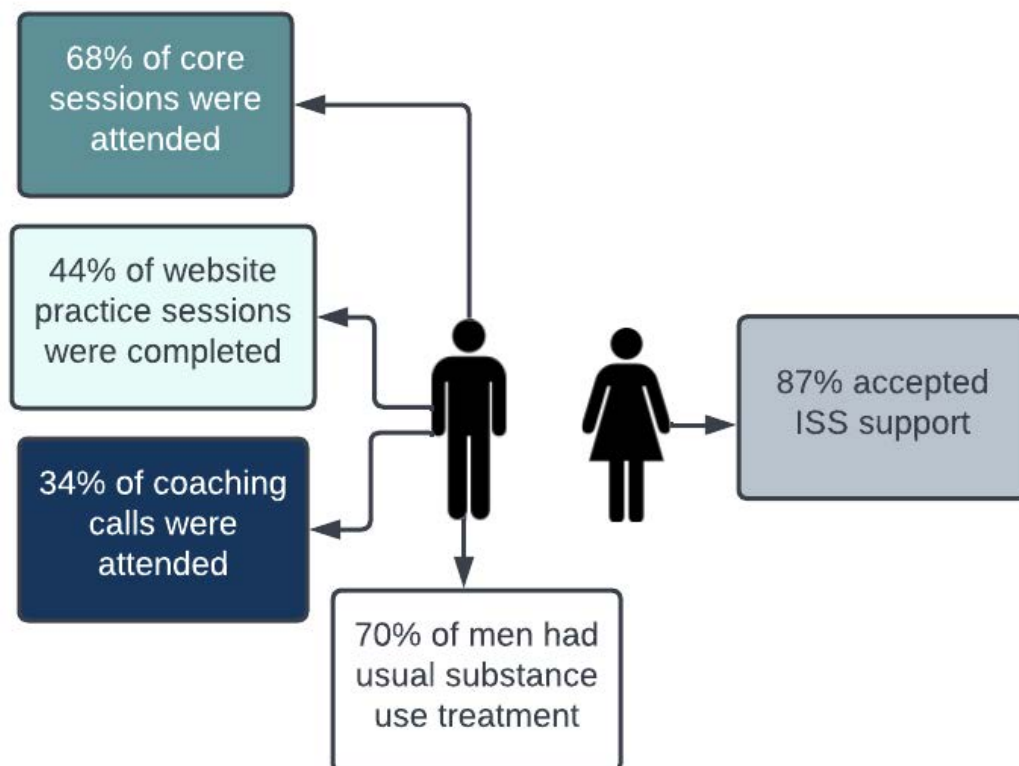 68% of core
sessions were
attended
44% of website
practice sessions
were completed
34% of coaching
calls were
attended
70% of men had
usual substance
use treatment
87% accepted
ISS support